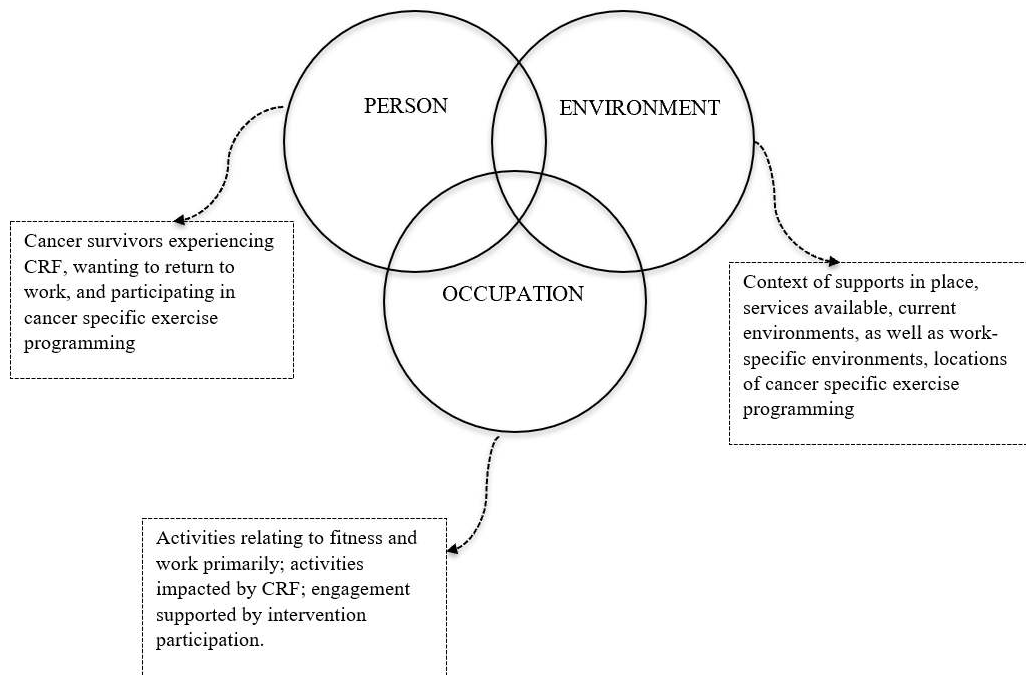 PERSON
ENVIRONMENT
OCCUPATION
Cancer survivors experiencing
CRF, wanting to return to
work, and participating in
cancer specific exercise
programming
Context of supports in place,
services available, current
environments, as well as work-
specific environments, locations
of cancer specific exercise
programming
Activities relating to fitness and
work primarily; activities
impacted by CRF; engagement
supported by intervention
participation.